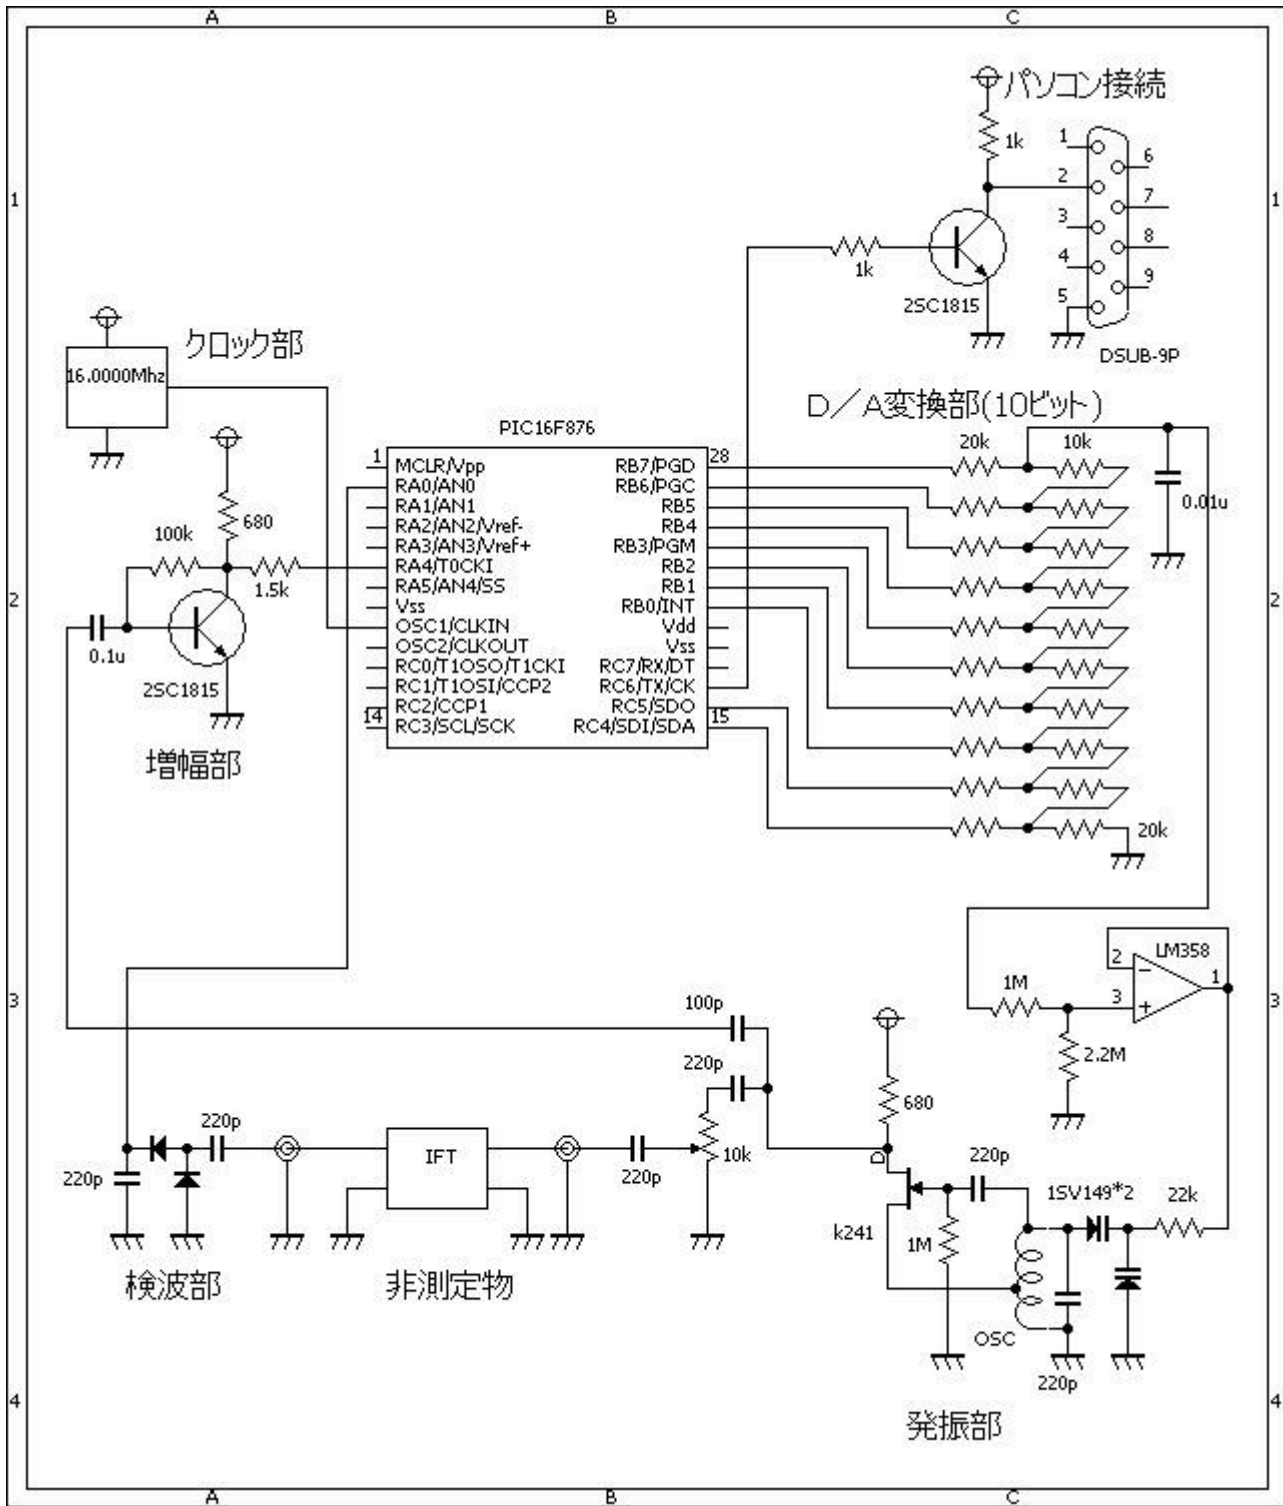 A B C
パソコン接続
1k
1
6
1 2 1
7
3
8
4
1k
9
5
2SC1815
DSUB-9P
クロック部
16.0000Mhz
D/A変換部(10ビット)
PIC16F876
20k 10k
0.01u
1 MCLR/Vpp RB7/PGD 28
RA0/AN0 RB6/PGC
RA1/AN1 RB5
RA2/AN2/Vref- RB4
RA3/AN3/Vref+ RB3/PGM
RA4/T0CKI RB2
RA5/AN4/SS RB1
Vss RB0/INT
OSC1/CLKIN Vdd
OSC2/CLKOUT Vss
RC0/T1OSO/T1CKI RC7/RX/DT
RC1/T1OSI/CCP2 RC6/TX/CK
RC2/CCP1 RC5/SDO
14 RC3/SCL/SCK RC4/SDI/SDA 15
680
100k
1.5k
2 2
0.1u
2SC1815
増幅部
20k
LM358
2
1
3
1M
3 3
100p
2.2M
220p
680
220p
IFT
10k
220p
220p
D
220p
1SV149*2
22k
k241
1M
OSC
220p
検波部
非測定物
発振部
4 4
A B C